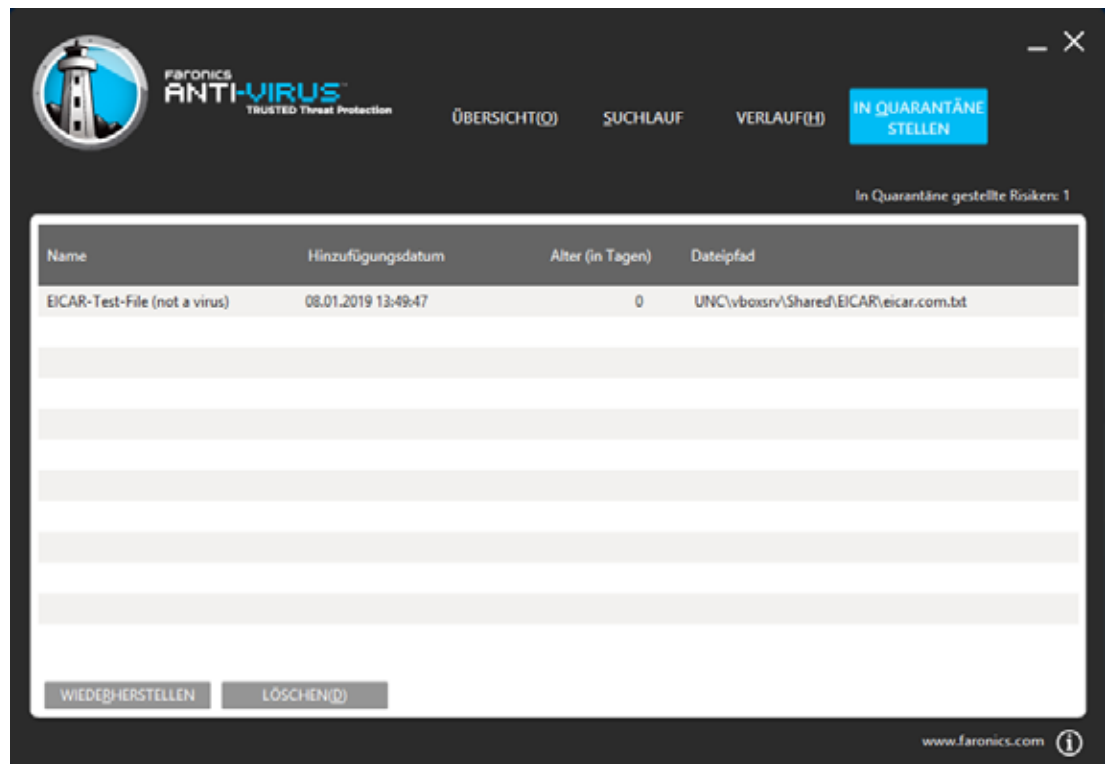 Faronics
ANTI-VIRUS™
TRUSTED Threat Protection
ÜBERSICHT(O) SUCHLAUF VERLAUF(H) IN QUARANTÄNE
STELLEN
In Quarantäne gestellte Risiken: 1
Name Hinzufügungsdatum Alter (in Tagen) Dateipfad
EICAR-Test-File (not a virus) 08.01.2019 13:49:47 0 UNC\vboxsrv\Shared\EICAR\eicar.com.txt
WIEDERHERSTELLEN LÖSCHEN(D)
www.faronics.com